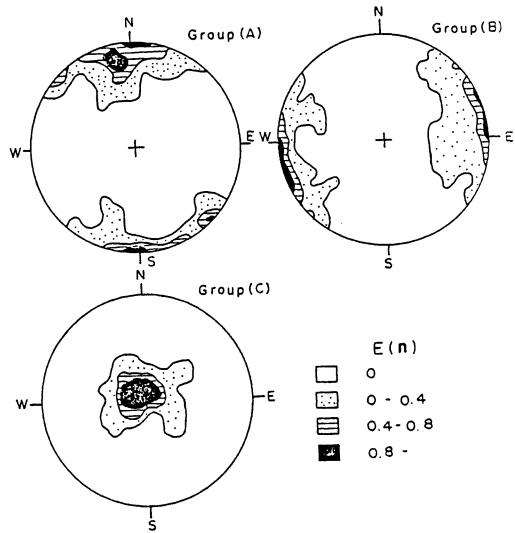 N
Group(A)
W
E
S
N
Group(B)
W
E
S
N
Group(C)
W
E
S
E(n)
0
0 - 0.4
0.4-0.8
0.8 -